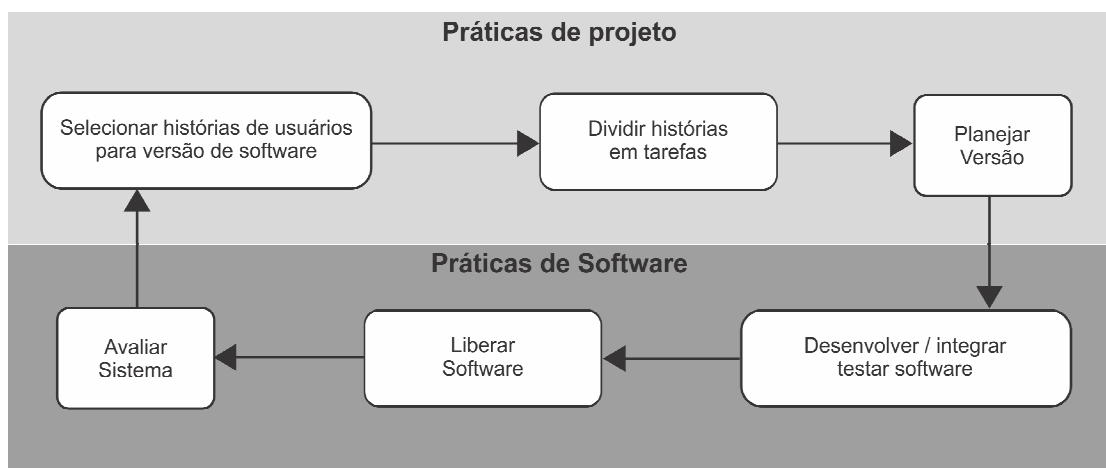 Práticas de projeto
Selecionar histórias de usuários
para versão de software
Dividir histórias
em tarefas
Planejar
Versão
Práticas de Software
Avaliar
Sistema
Liberar
Software
Desenvolver / integrar
testar software